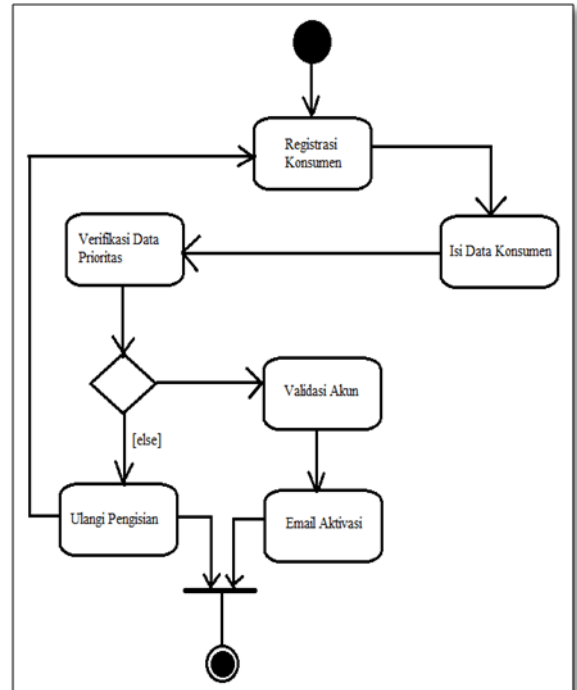 Registrasi
Konsumen
Verifikasi Data
Prioritas
Isi Data Konsumen
Validasi Akun
[else]
Ulangi Pengisian
Email Aktivasi